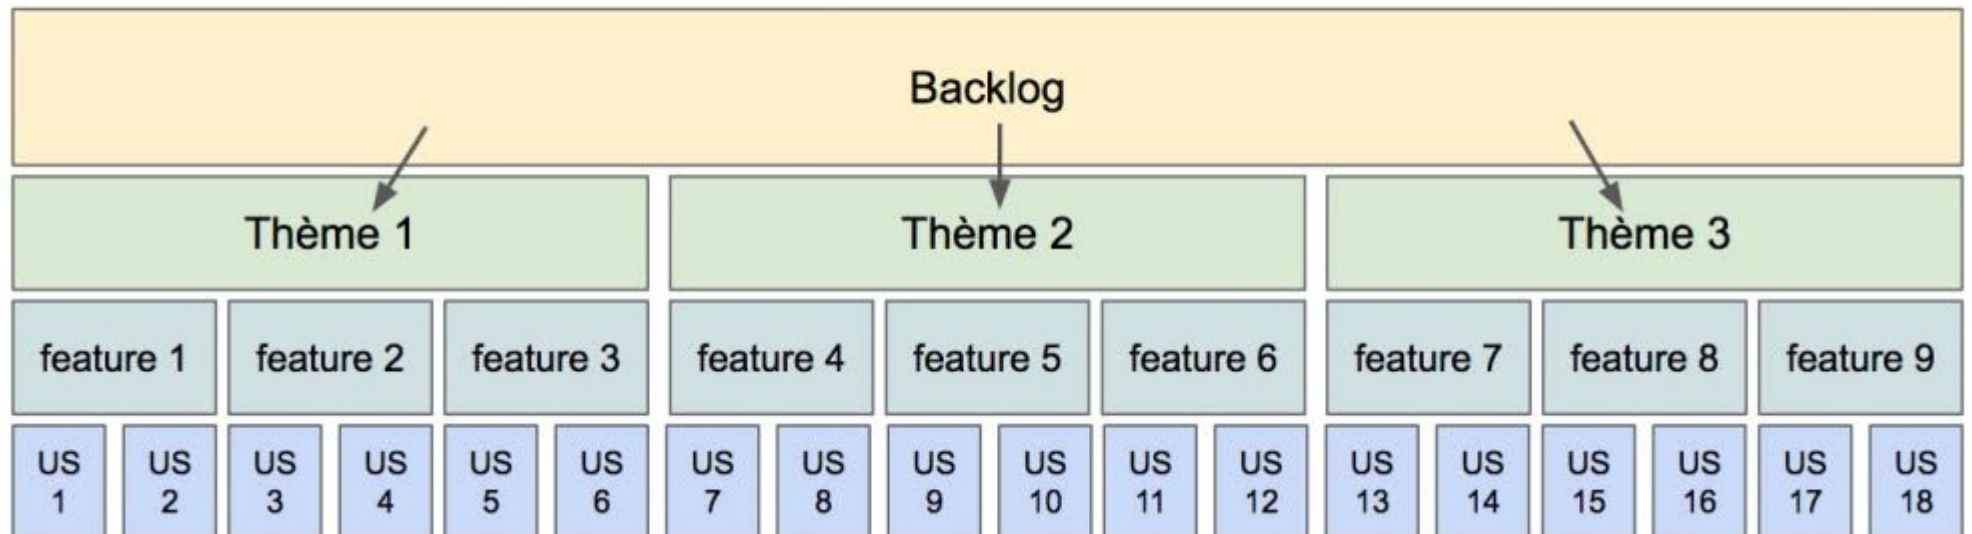 Backlog
Thème 1
Thème 2
Thème 3
feature 1
feature 2
feature 3
feature 4
feature 5
feature 6
feature 7
feature 8
feature 9
US
1
US
2
US
3
US
4
US
5
US
6
US
7
US
8
US
9
US
10
US
11
US
12
US
13
US
14
US
15
US
16
US
17
US
18